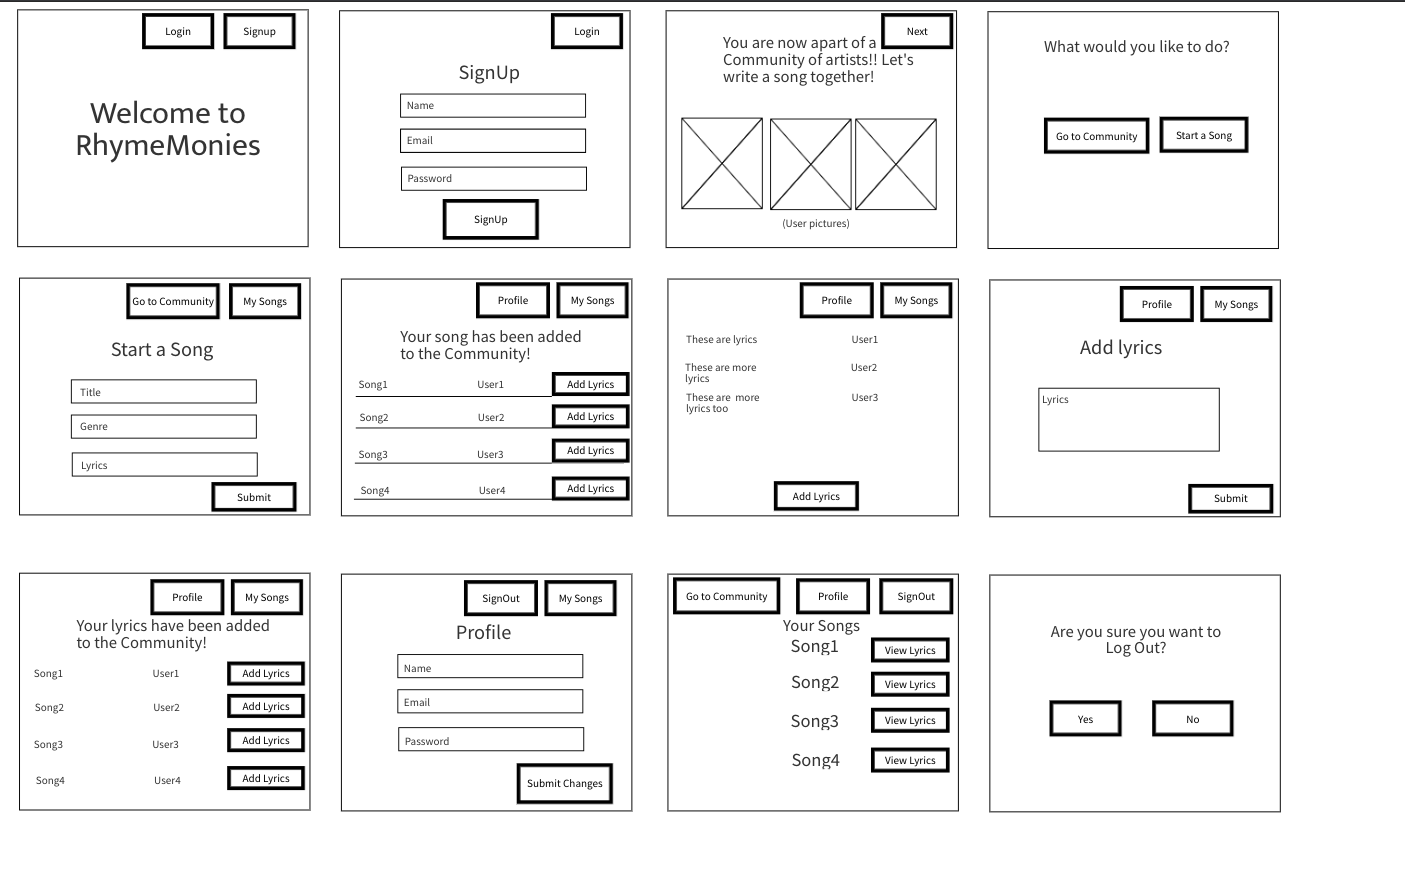 Login
Signup
Welcome to
RhymeMonies
Login
SignUp
Name
Email
Password
SignUp
Next
You are now apart of a
Community of artists!! Let's
write a song together!
(User pictures)
What would you like to do?
Go to Community
Start a Song
Go to Community
My Songs
Start a Song
Title
Genre
Lyrics
Submit
Profile
My Songs
Your song has been added
to the Community!
Song1 User1 Add Lyrics
Song2 User2 Add Lyrics
Song3 User3 Add Lyrics
Song4 User4 Add Lyrics
Profile
My Songs
These are lyrics User1
These are more
lyrics
User2
These are more
lyrics too
User3
Add Lyrics
Profile
My Songs
Add lyrics
Lyrics
Submit
Profile
My Songs
Your lyrics have been added
to the Community!
Song1 User1 Add Lyrics
Song2 User2 Add Lyrics
Song3 User3 Add Lyrics
Song4 User4 Add Lyrics
SignOut
My Songs
Profile
Name
Email
Password
Submit Changes
Go to Community
Profile
SignOut
Your Songs
Song1 View Lyrics
Song2 View Lyrics
Song3 View Lyrics
Song4 View Lyrics
Are you sure you want to
Log Out?
Yes
No